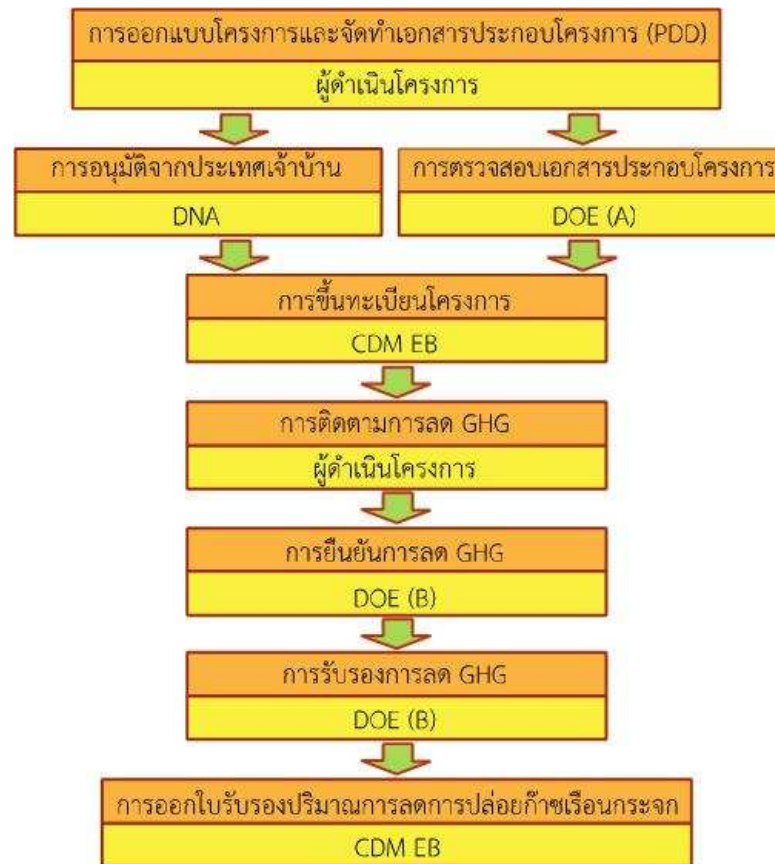 การออกแบบโครงการและจัดทำเอกสารประกอบโครงการ (PDD)
ผู้ดำเนินโครงการ
การอนุมัติจากประเทศเจ้าบ้าน
DNA
การตรวจสอบเอกสารประกอบโครงการ
DOE (A)
การขึ้นทะเบียนโครงการ
CDM EB
การติดตามการลด GHG
ผู้ดำเนินโครงการ
การยืนยันการลด GHG
DOE (B)
การรับรองการลด GHG
DOE (B)
การออกใบรับรองปริมาณการลดการปล่อยก๊าซเรือนกระจก
CDM EB